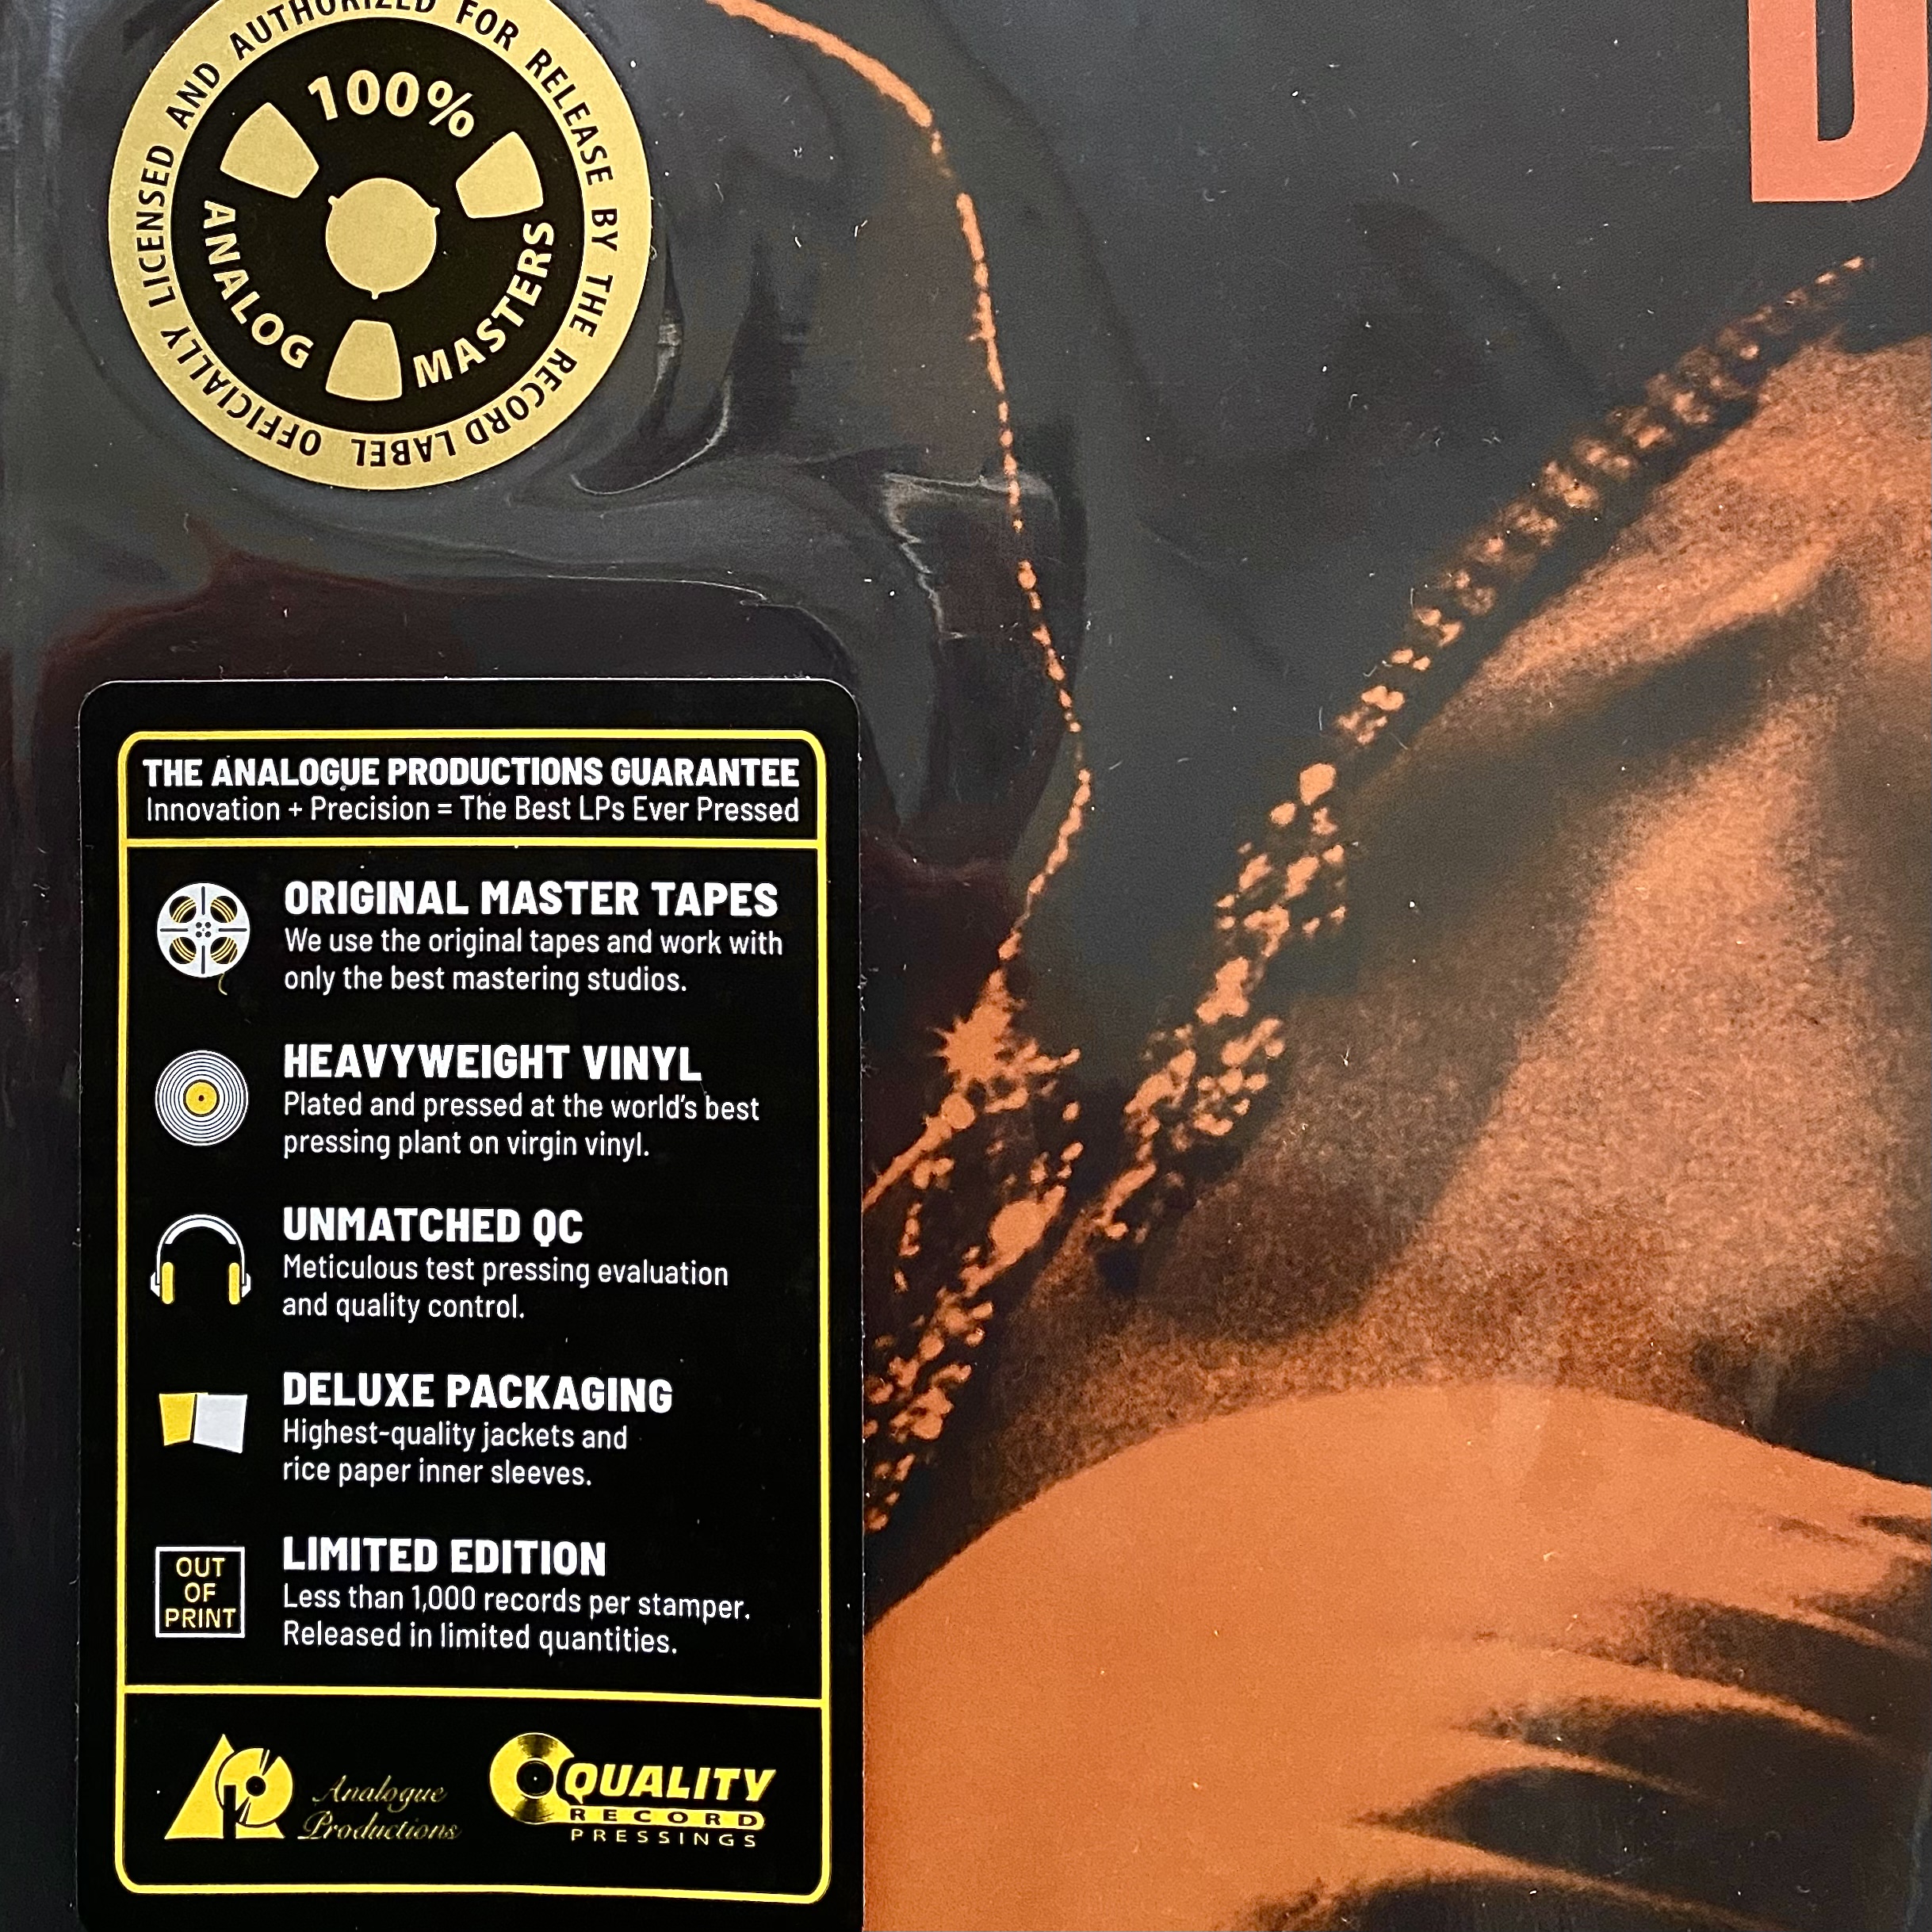 OFFICIALLY LICENSED AND AUTHORIZED FOR RELEASE BY THE RECORD LABEL
100%
ANALOG MASTERS
D
THE ANALOGUE PRODUCTIONS GUARANTEE
Innovation + Precision = The Best LPs Ever Pressed
ORIGINAL MASTER TAPES
We use the original tapes and work with
only the best mastering studios.
HEAVYWEIGHT VINYL
Plated and pressed at the world's best
pressing plant on virgin vinyl.
UNMATCHED QC
Meticulous test pressing evaluation
and quality control.
DELUXE PACKAGING
Highest-quality jackets and
rice paper inner sleeves.
OUT
OF
PRINT
LIMITED EDITION
Less than 1,000 records per stamper.
Released in limited quantities.
Analogue
Productions
QUALITY
RECORD
PRESSINGS